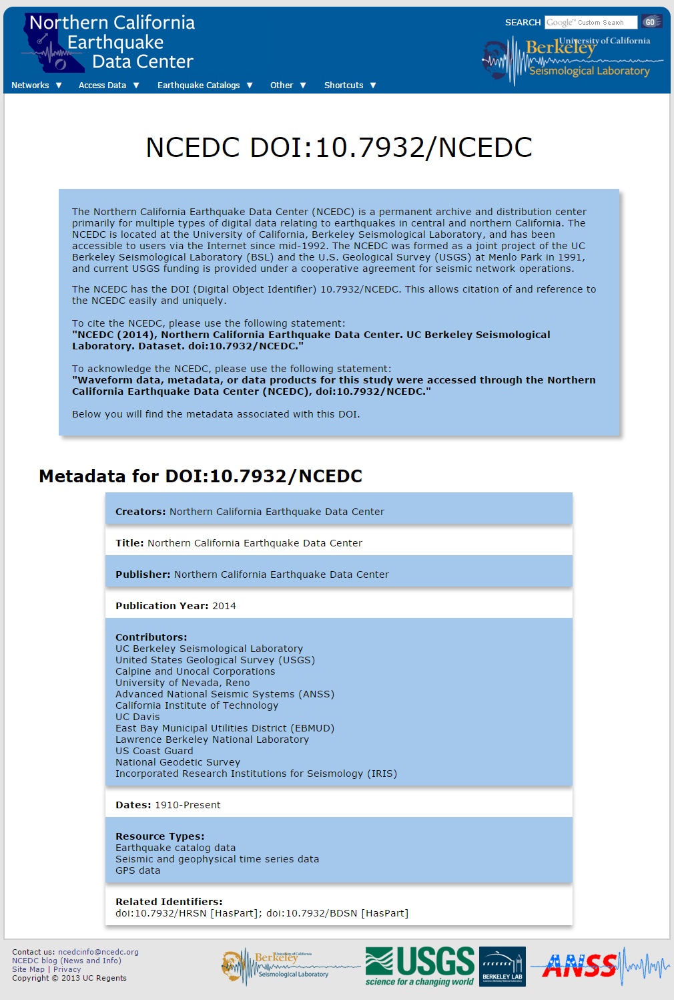 Northern California
Earthquake
Data Center
SEARCH Google™ Custom Search GO
University of California
Berkeley
Seismological Laboratory
Networks ▼ Access Data ▼ Earthquake Catalogs ▼ Other ▼ Shortcuts ▼
NCEDC DOI:10.7932/NCEDC
The Northern California Earthquake Data Center (NCEDC) is a permanent archive and distribution center
primarily for multiple types of digital data relating to earthquakes in central and northern California. The
NCEDC is located at the University of California, Berkeley Seismological Laboratory, and has been
accessible to users via the Internet since mid-1992. The NCEDC was formed as a joint project of the UC
Berkeley Seismological Laboratory (BSL) and the U.S. Geological Survey (USGS) at Menlo Park in 1991,
and current USGS funding is provided under a cooperative agreement for seismic network operations.
The NCEDC has the DOI (Digital Object Identifier) 10.7932/NCEDC. This allows citation of and reference to
the NCEDC easily and uniquely.
To cite the NCEDC, please use the following statement:
"NCEDC (2014), Northern California Earthquake Data Center. UC Berkeley Seismological
Laboratory. Dataset. doi:10.7932/NCEDC."
To acknowledge the NCEDC, please use the following statement:
"Waveform data, metadata, or data products for this study were accessed through the Northern
California Earthquake Data Center (NCEDC), doi:10.7932/NCEDC."
Below you will find the metadata associated with this DOI.
Metadata for DOI:10.7932/NCEDC
Creators: Northern California Earthquake Data Center
Title: Northern California Earthquake Data Center
Publisher: Northern California Earthquake Data Center
Publication Year: 2014
Contributors:
UC Berkeley Seismological Laboratory
United States Geological Survey (USGS)
Calpine and Unocal Corporations
University of Nevada, Reno
Advanced National Seismic Systems (ANSS)
California Institute of Technology
UC Davis
East Bay Municipal Utilities District (EBMUD)
Lawrence Berkeley National Laboratory
US Coast Guard
National Geodetic Survey
Incorporated Research Institutions for Seismology (IRIS)
Dates: 1910-Present
Resource Types:
Earthquake catalog data
Seismic and geophysical time series data
GPS data
Related Identifiers:
doi:10.7932/HRSN [HasPart]; doi:10.7932/BDSN [HasPart]
Contact us: ncedcinfo@ncedc.org
NCEDC blog (News and Info)
Site Map | Privacy
Copyright © 2013 UC Regents
University of California
Berkeley
Seismological Laboratory
USGS
science for a changing world
BERKELEY LAB
Lawrence Berkeley National Laboratory
ANSS